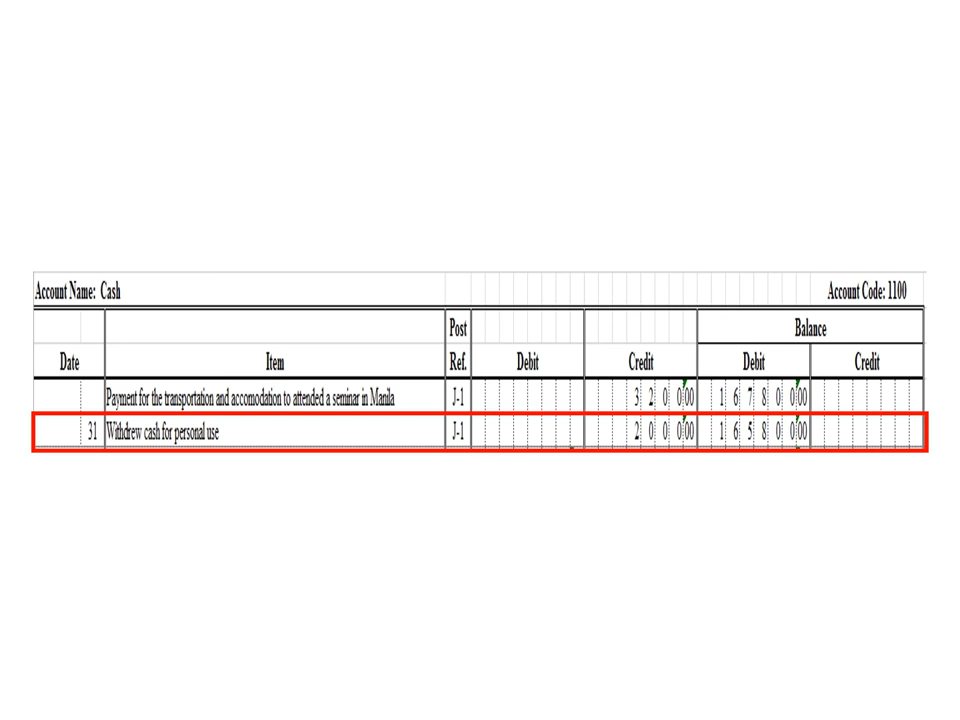 Account Name: Cash Account Code: 1100
Post Balance
Date Item Ref. Debit Credit Debit Credit
Payment for the transportation and accomodation to attended a seminar in Manila J-1 3 2 0 0 00 1 6 7 8 0 0 00
31 Withdrew cash for personal use J-1 2 0 0 0 00 1 6 5 8 0 0 00